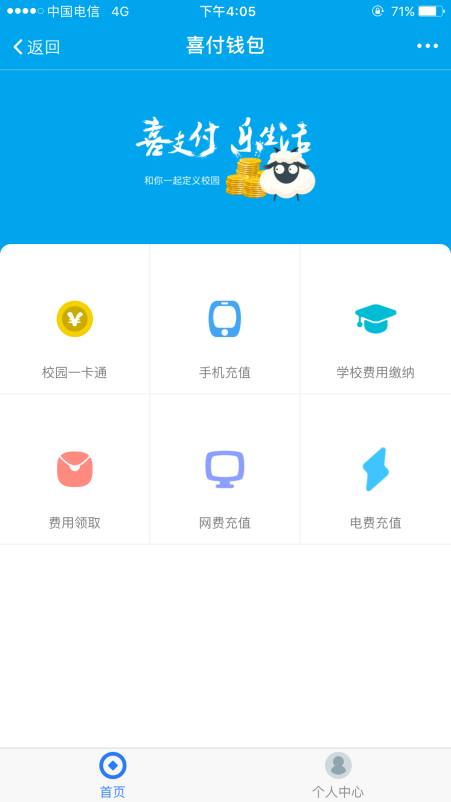 中国电信 4G 下午4:05 71%
返回 喜付钱包
喜支付 乐生活
和你一起定义校园
¥
校园一卡通 手机充值 学校费用缴纳
费用领取 网费充值 电费充值
首页 个人中心